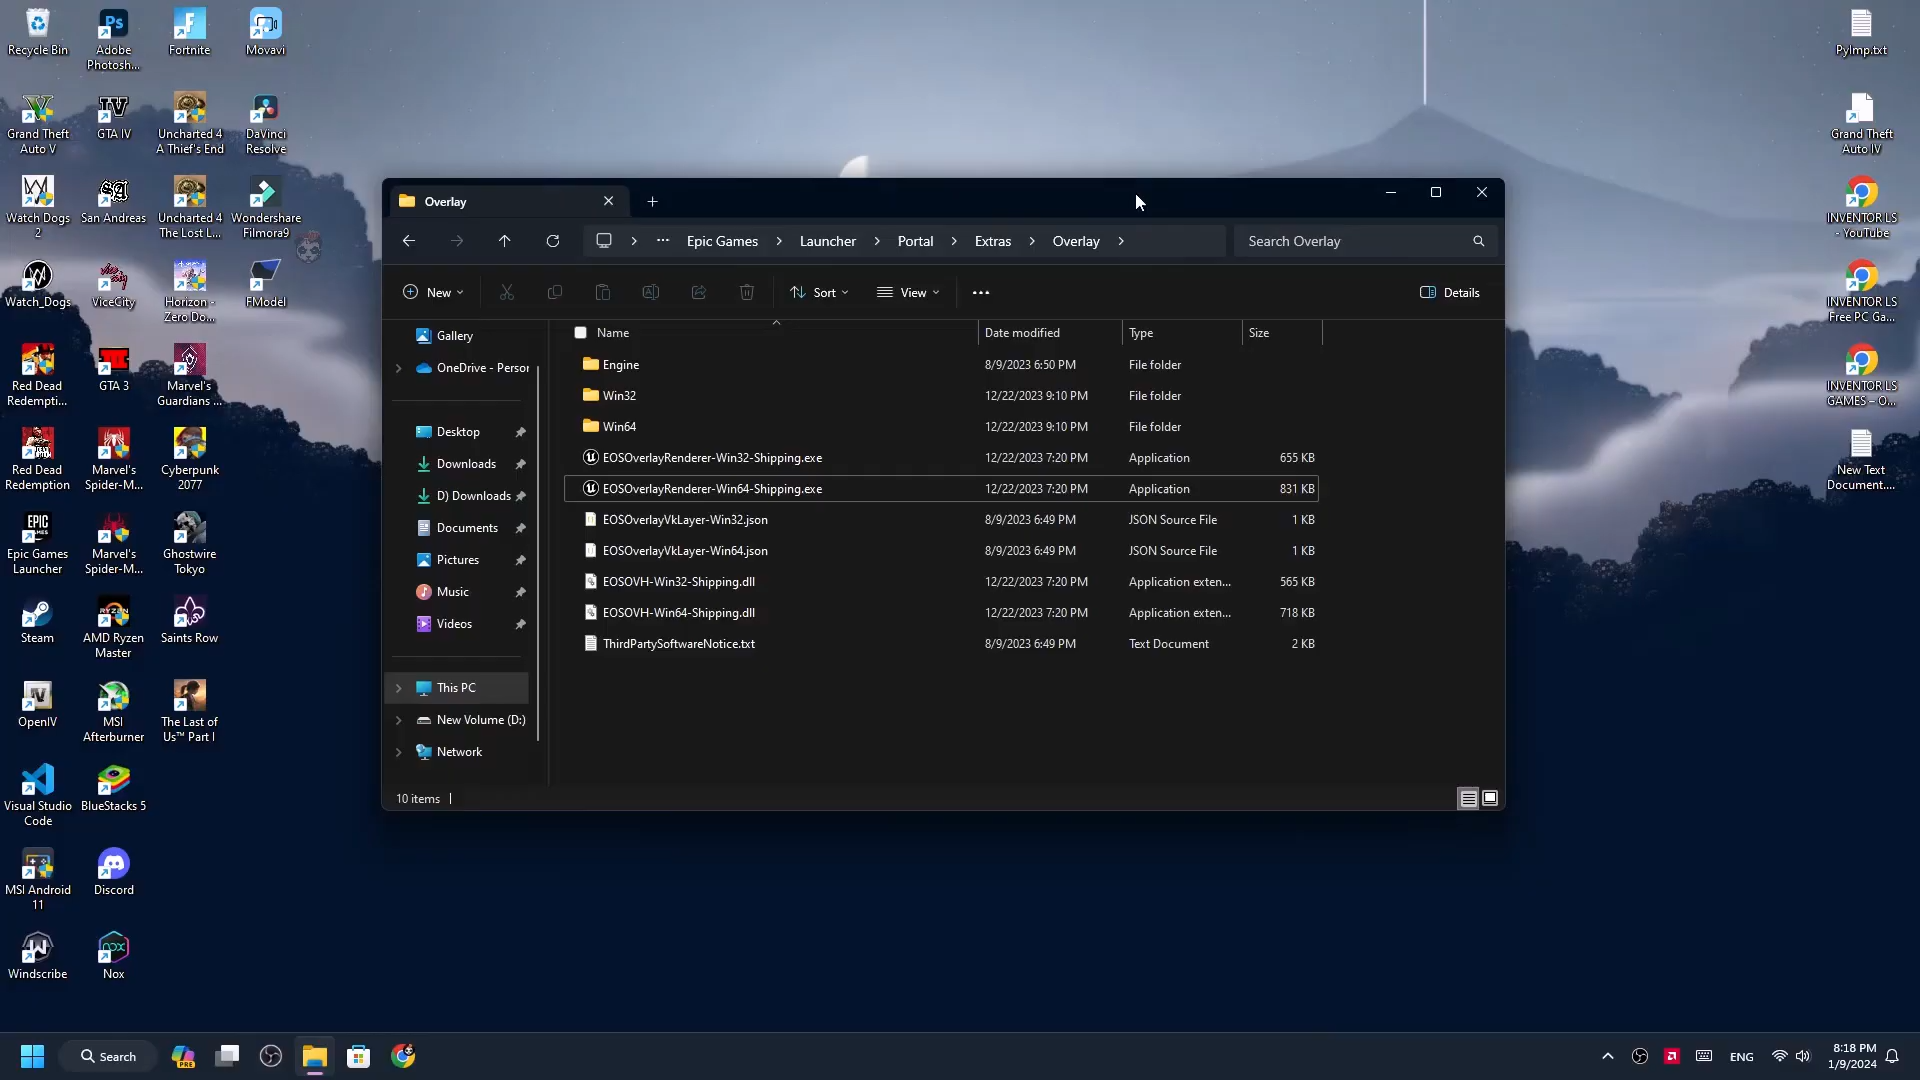 Recycle Bin
Adobe
Photosh...
Fortnite
Movavi
Grand Theft
Auto V
GTA IV
Uncharted 4
A Thief's End
DaVinci
Resolve
Watch Dogs
2
San Andreas
Uncharted 4
The Lost L...
Wondershare
Filmora9
Watch_Dogs
ViceCity
Horizon -
Zero Do...
FModel
Red Dead
Redempti...
GTA 3
Marvel's
Guardians ...
Red Dead
Redemption
Marvel's
Spider-M...
Cyberpunk
2077
Epic Games
Launcher
Marvel's
Spider-M...
Ghostwire
Tokyo
Steam
AMD Ryzen
Master
Saints Row
OpenIV
MSI
Afterburner
The Last of
Us™ Part I
Visual Studio
Code
BlueStacks 5
MSI Android
11
Discord
Windscribe
Nox
Overlay
Epic Games > Launcher > Portal > Extras > Overlay >
Search Overlay
New
Sort
View
Details
Gallery
OneDrive - Persor
Desktop
Downloads
D) Downloads
Documents
Pictures
Music
Videos
This PC
New Volume (D:)
Network
Name Date modified Type Size
Engine 8/9/2023 6:50 PM File folder
Win32 12/22/2023 9:10 PM File folder
Win64 12/22/2023 9:10 PM File folder
EOSOverlayRenderer-Win32-Shipping.exe 12/22/2023 7:20 PM Application 655 KB
EOSOverlayRenderer-Win64-Shipping.exe 12/22/2023 7:20 PM Application 831 KB
EOSOverlayVkLayer-Win32.json 8/9/2023 6:49 PM JSON Source File 1 KB
EOSOverlayVkLayer-Win64.json 8/9/2023 6:49 PM JSON Source File 1 KB
EOSOVH-Win32-Shipping.dll 12/22/2023 7:20 PM Application exten... 565 KB
EOSOVH-Win64-Shipping.dll 12/22/2023 7:20 PM Application exten... 718 KB
ThirdPartySoftwareNotice.txt 8/9/2023 6:49 PM Text Document 2 KB
10 items
PyImp.txt
Grand Theft
Auto IV
INVENTOR LS
- YouTube
INVENTOR LS
Free PC Ga...
INVENTOR LS
GAMES – O...
New Text
Document....
Search
PRE
ENG
8:18 PM
1/9/2024